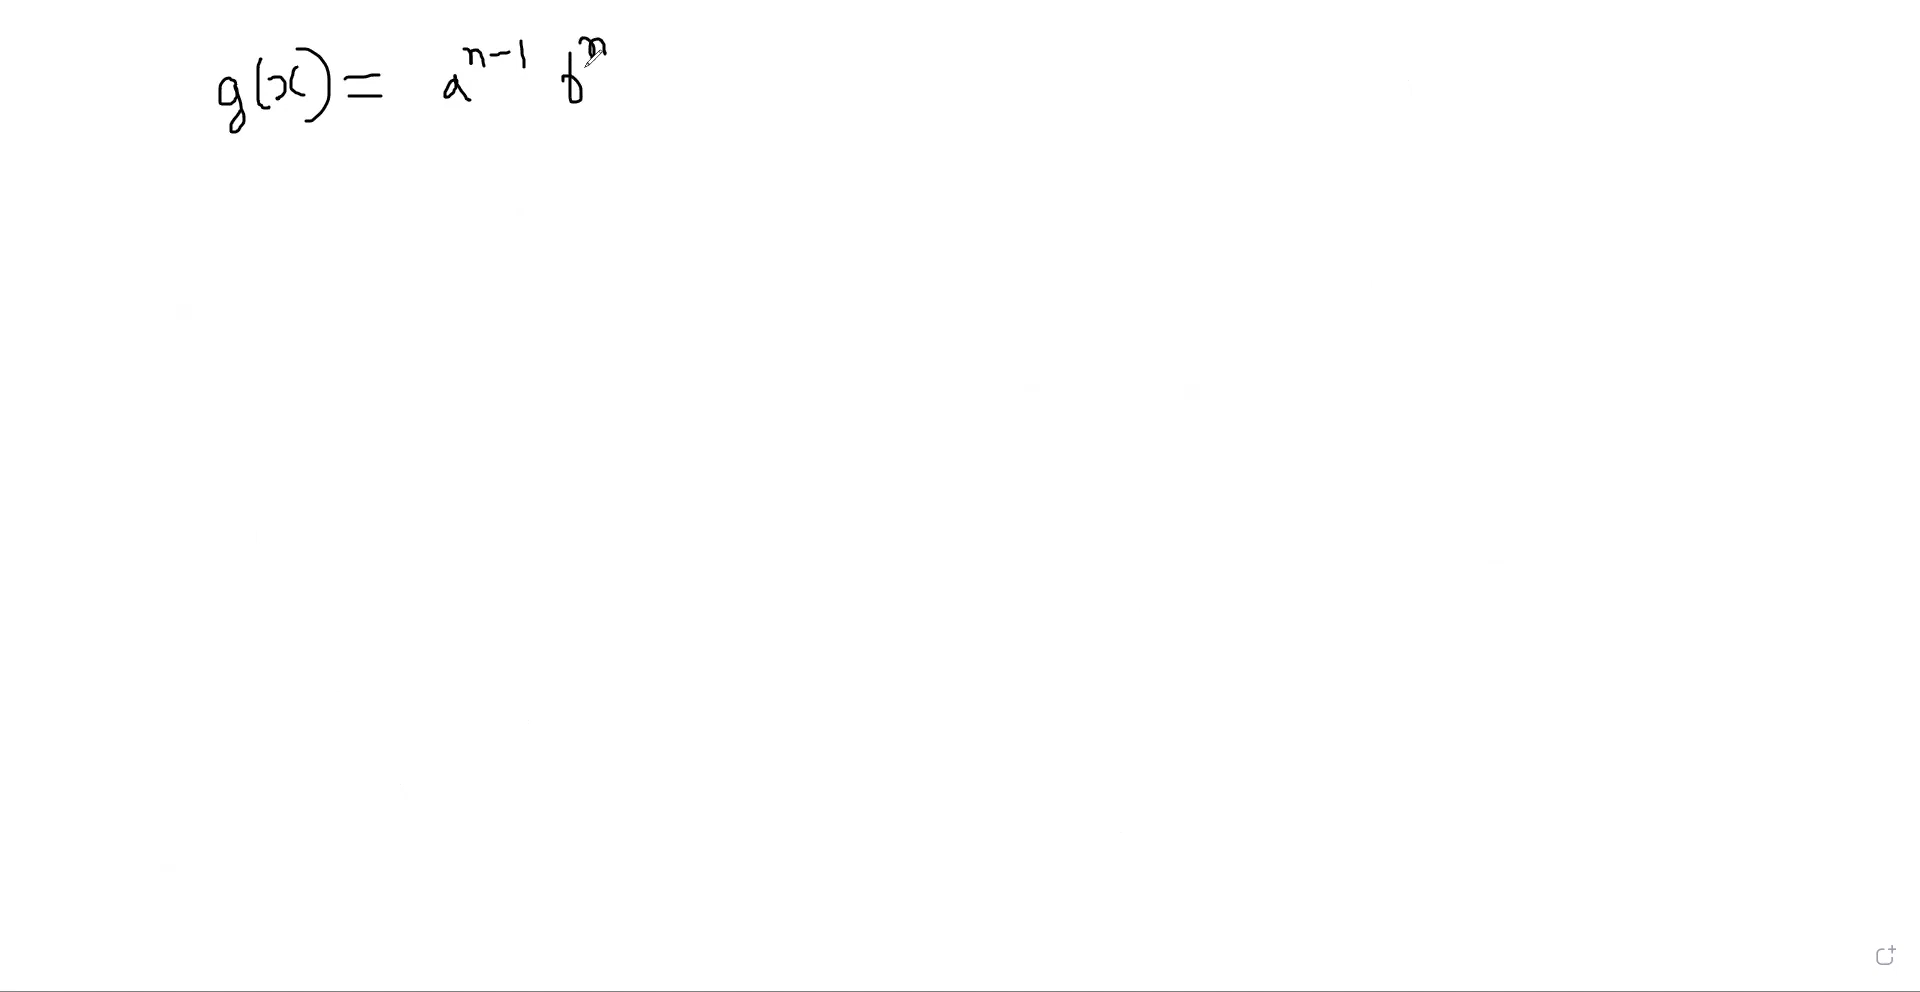 g(x) = a^{n-1} b^n